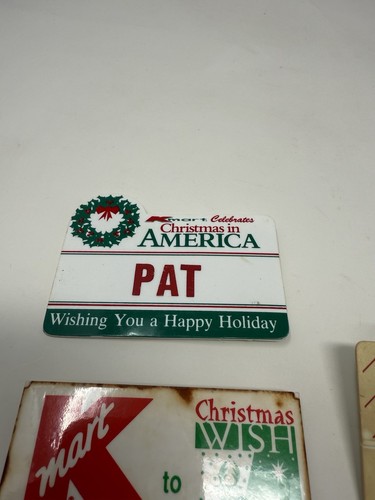 Kmart Celebrates
Christmas in
AMERICA
PAT
Wishing You a Happy Holiday
Kmart
Christmas
WISH
to